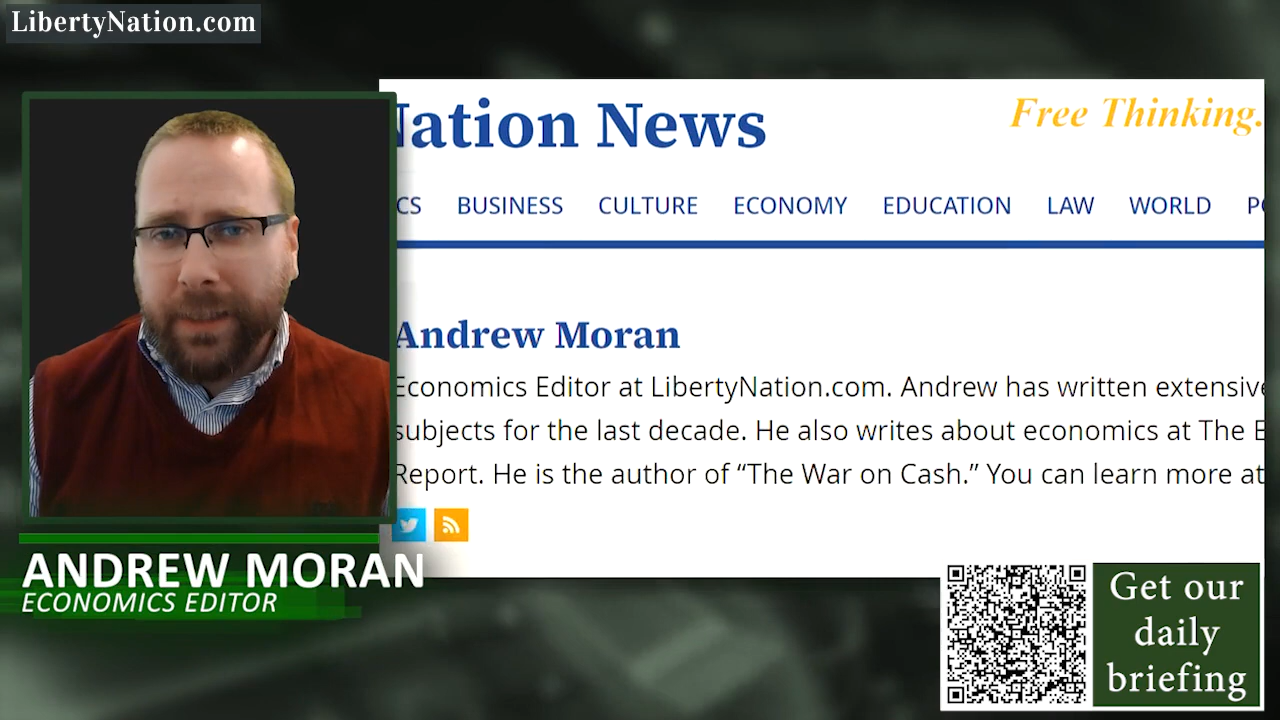 LibertyNation.com
Nation News
Free Thinking.
CS BUSINESS CULTURE ECONOMY EDUCATION LAW WORLD P
Andrew Moran
Economics Editor at LibertyNation.com. Andrew has written extensive
subjects for the last decade. He also writes about economics at The E
Report. He is the author of “The War on Cash.” You can learn more at
ANDREW MORAN
ECONOMICS EDITOR
Get our
daily
briefing